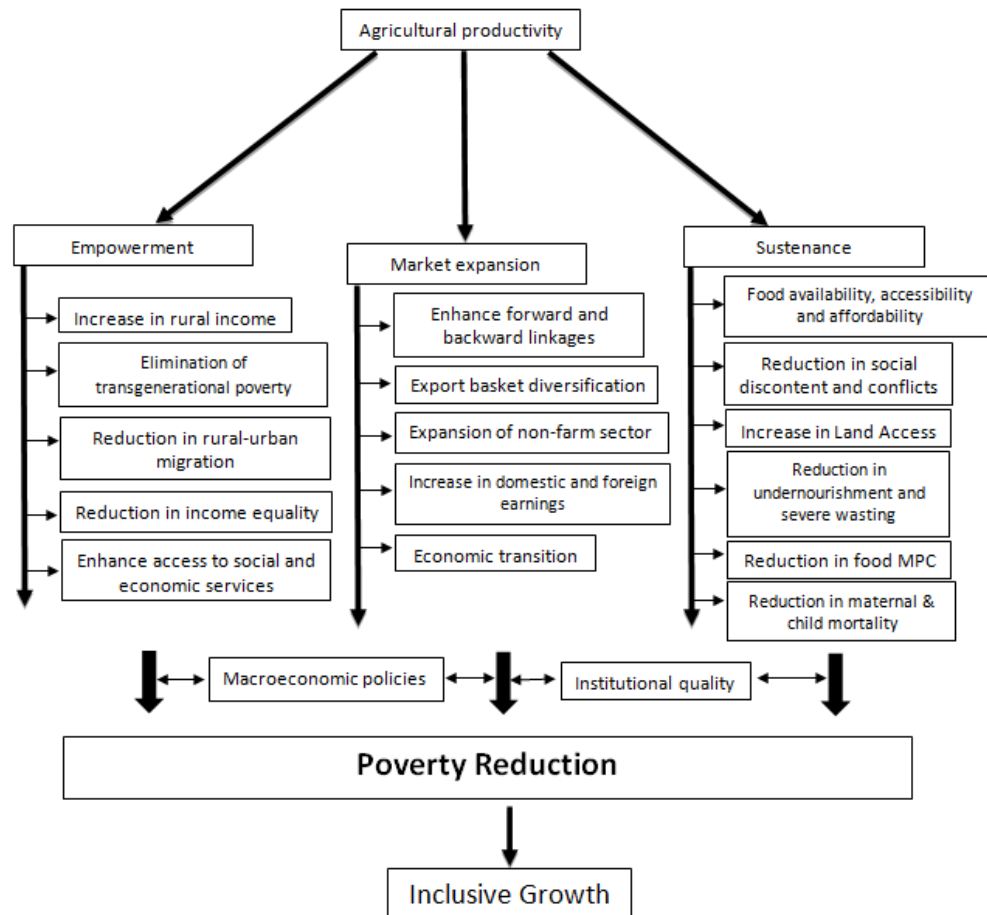 Agricultural productivity
Empowerment
Increase in rural income
Elimination of
transgenerational poverty
Reduction in rural-urban
migration
Reduction in income equality
Enhance access to social and
economic services
Market expansion
Enhance forward and
backward linkages
Export basket diversification
Expansion of non-farm sector
Increase in domestic and foreign
earnings
Economic transition
Sustenance
Food availability, accessibility
and affordability
Reduction in social
discontent and conflicts
Increase in Land Access
Reduction in
undernourishment and
severe wasting
Reduction in food MPC
Reduction in maternal &
child mortality
Macroeconomic policies
Institutional quality
Poverty Reduction
Inclusive Growth